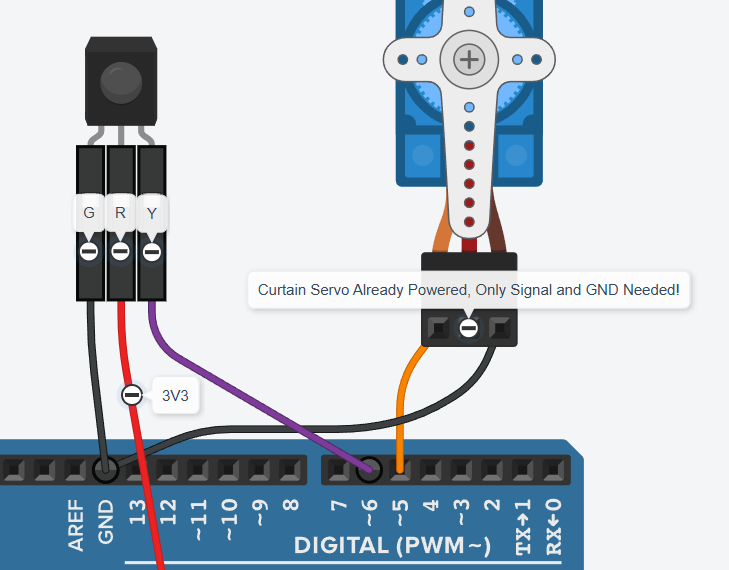 G R Y
Curtain Servo Already Powered, Only Signal and GND Needed!
3V3
AREF
GND
13
12
~11
~10
~9
8
7
~6
~5
4
~3
2
TX→1
RX←0
DIGITAL (PWM~)